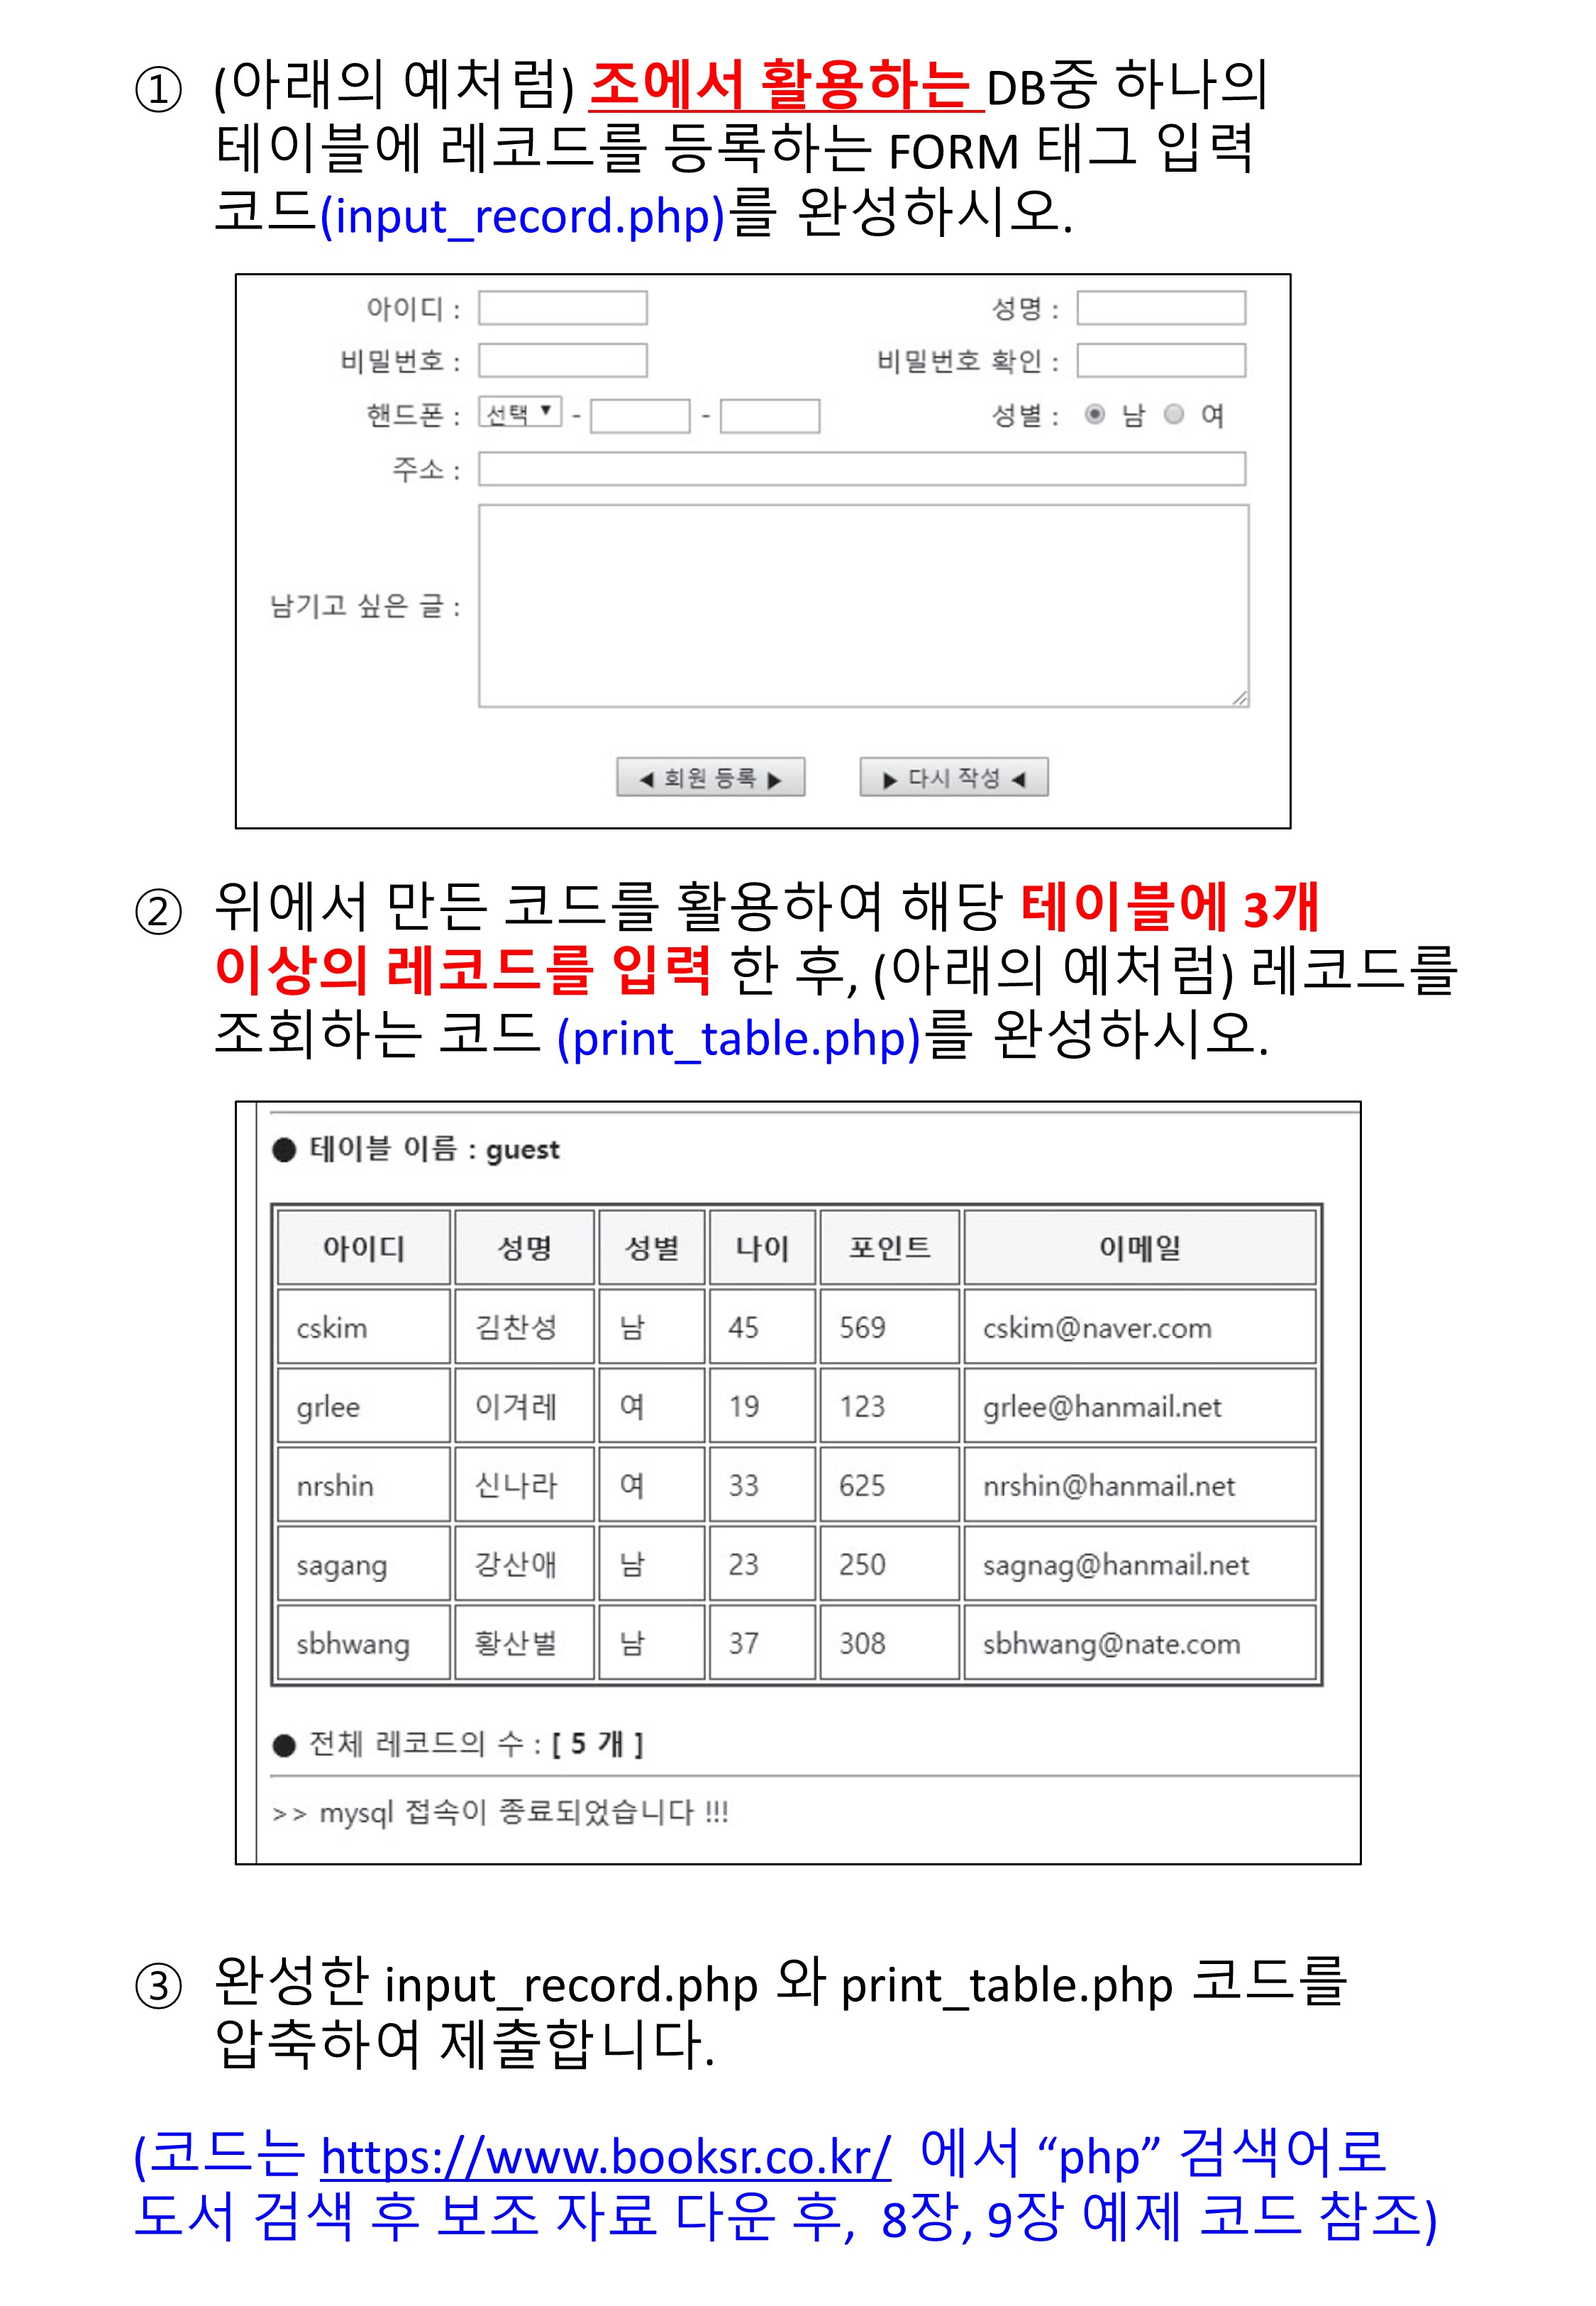 ① (아래의 예처럼) 조에서 활용하는 DB중 하나의
테이블에 레코드를 등록하는 FORM 태그 입력
코드(input_record.php)를 완성하시오.
아이디 : 성명 :
비밀번호 : 비밀번호 확인 :
핸드폰 : 선택 ▼ - - 성별 : 남 여
주소 :
남기고 싶은 글 :
◀ 회원 등록 ▶ ▶ 다시 작성 ◀
② 위에서 만든 코드를 활용하여 해당 테이블에 3개
이상의 레코드를 입력 한 후, (아래의 예처럼) 레코드를
조회하는 코드 (print_table.php)를 완성하시오.
● 테이블 이름 : guest
아이디 성명 성별 나이 포인트 이메일
cskim 김찬성 남 45 569 cskim@naver.com
grlee 이겨레 여 19 123 grlee@hanmail.net
nrshin 신나라 여 33 625 nrshin@hanmail.net
sagang 강산애 남 23 250 sagnag@hanmail.net
sbhwang 황산벌 남 37 308 sbhwang@nate.com
● 전체 레코드의 수 : [ 5 개 ]
>> mysql 접속이 종료되었습니다 !!!
③ 완성한 input_record.php 와 print_table.php 코드를
압축하여 제출합니다.
(코드는 https://www.booksr.co.kr/ 에서 “php” 검색어로
도서 검색 후 보조 자료 다운 후, 8장, 9장 예제 코드 참조)